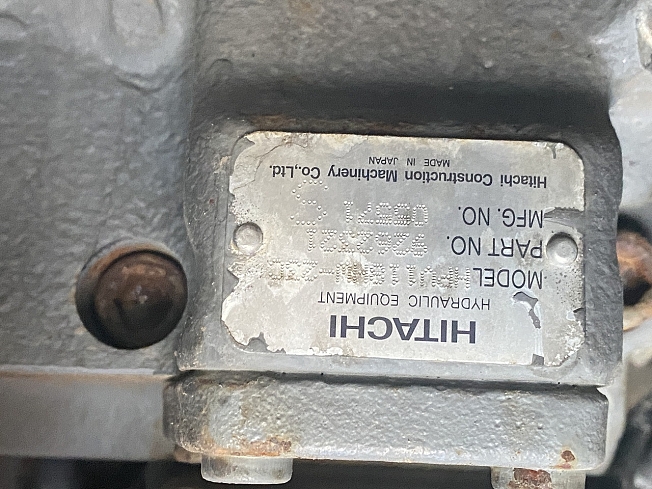 HITACHI
HYDRAULIC EQUIPMENT
MODEL
PART NO.
MFG. NO.
Hitachi Construction Machinery Co.,Ltd.
MADE IN JAPAN